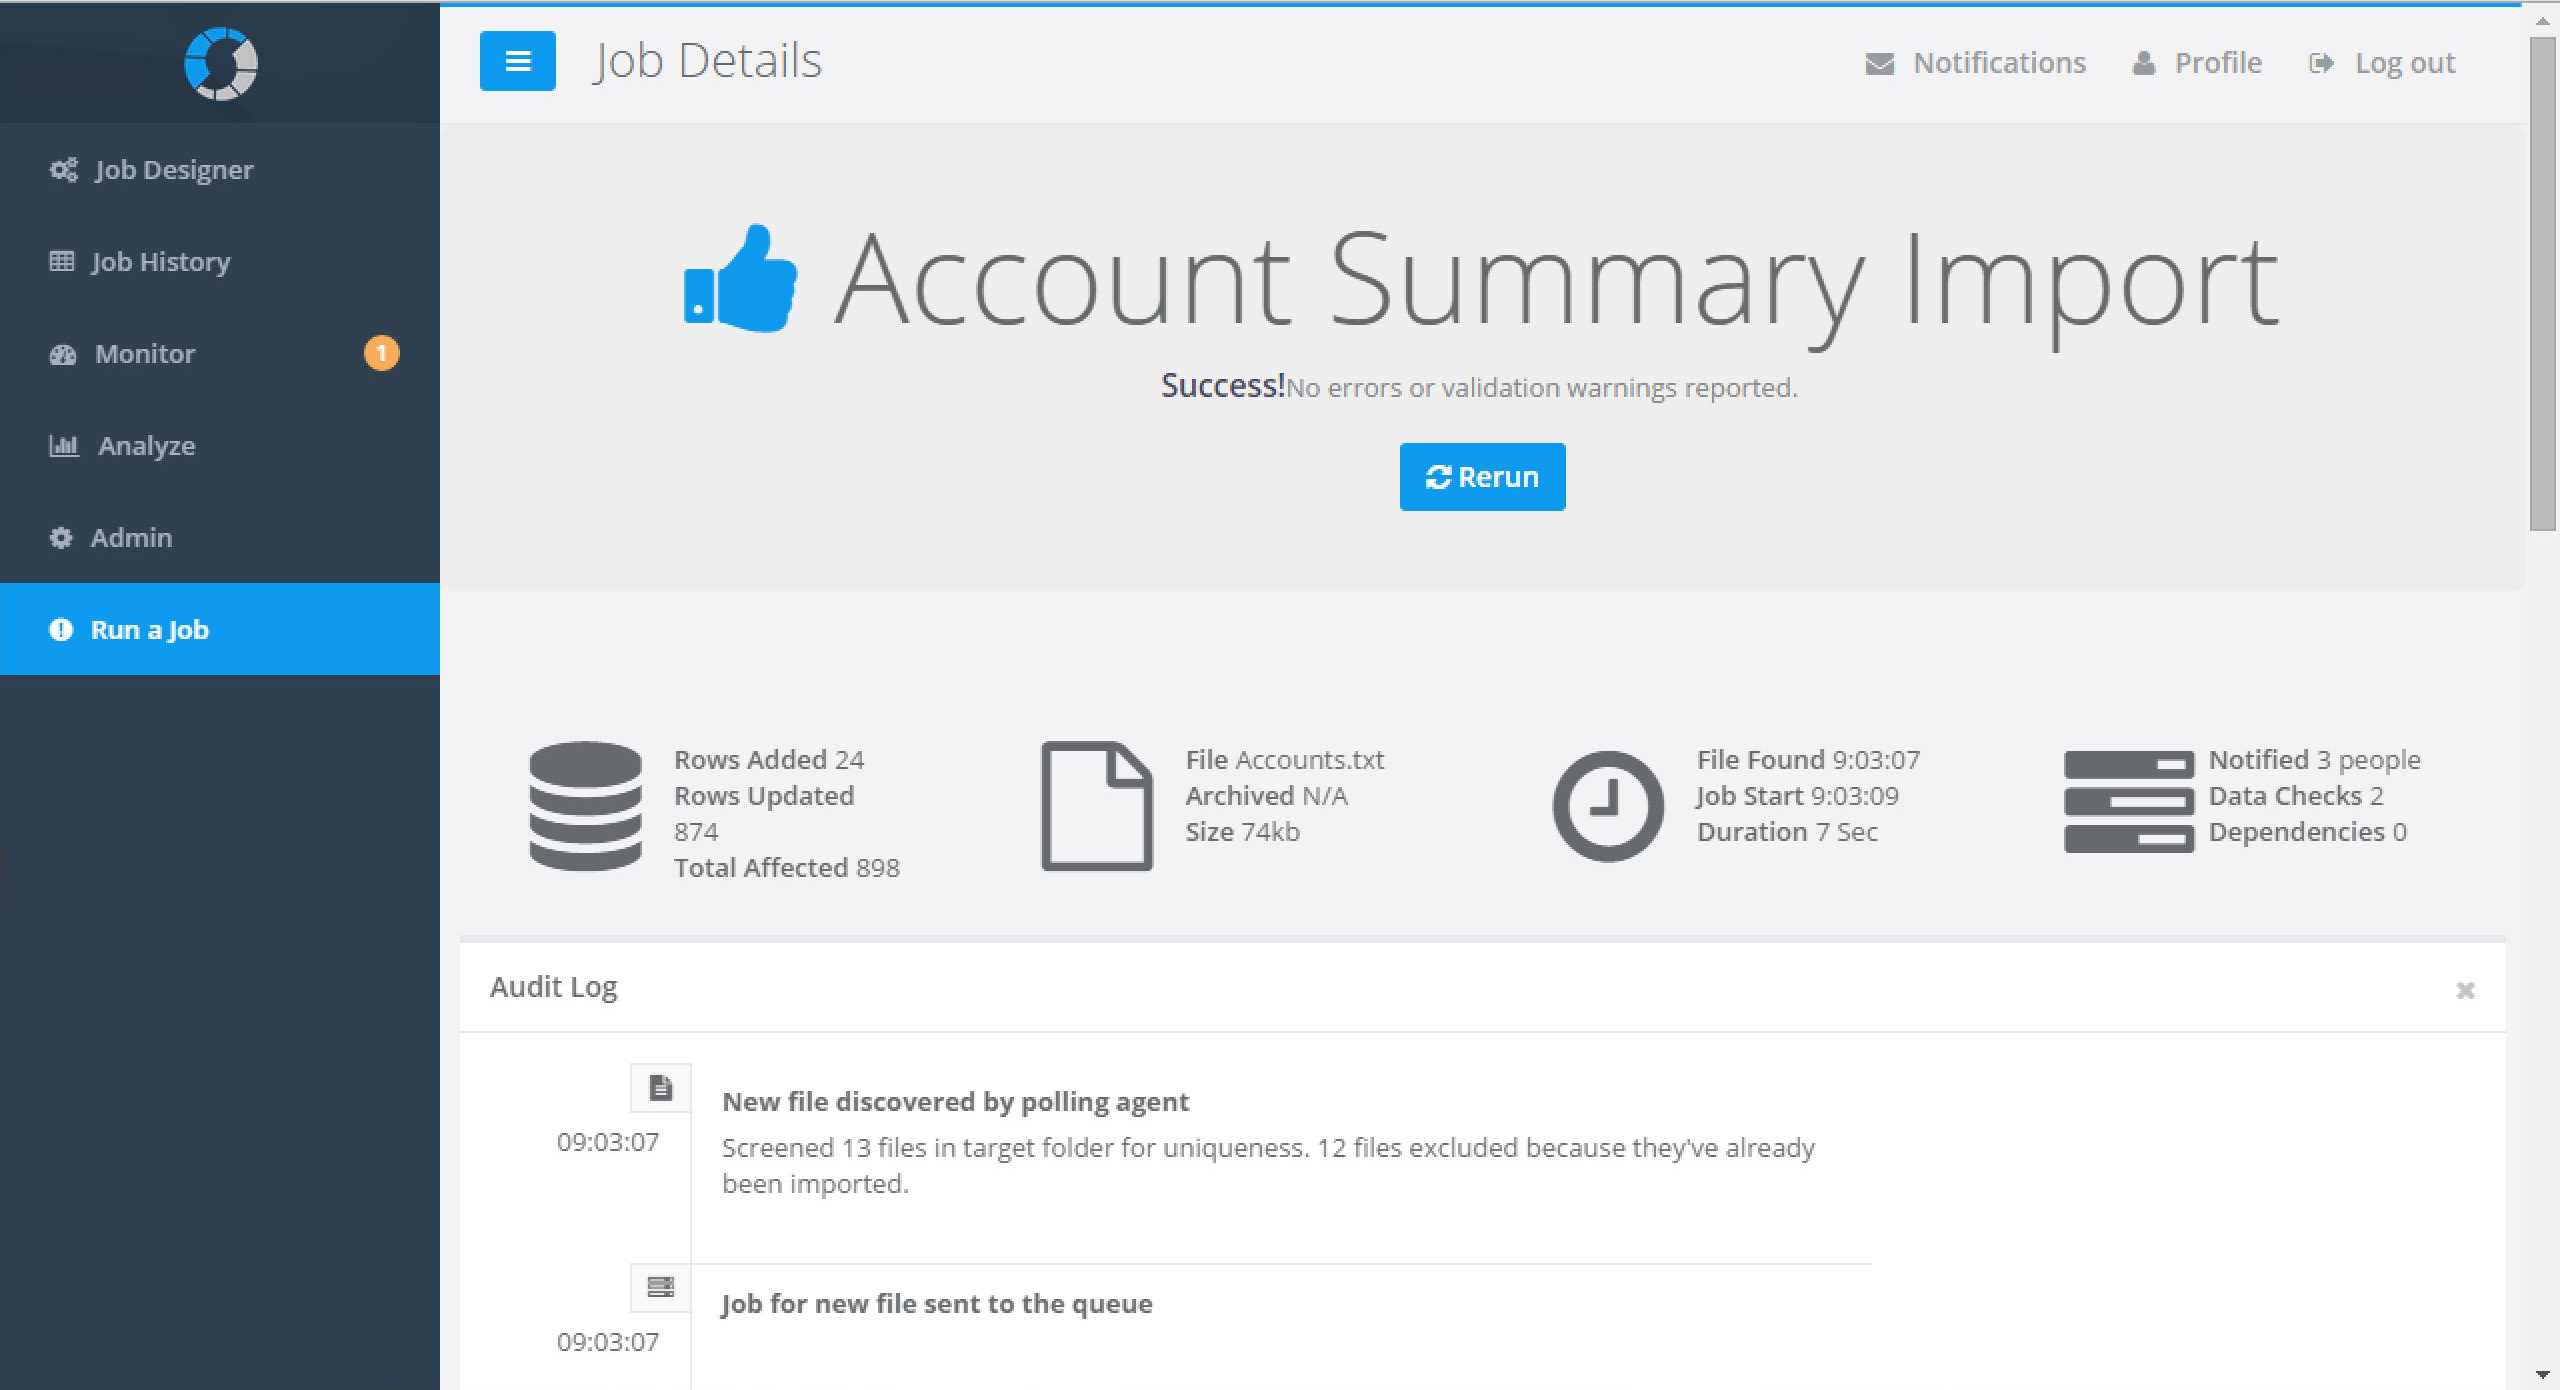 Job Details
Notifications
Profile
Log out
Job Designer
Job History
Monitor
1
Analyze
Admin
Run a Job
Account Summary Import
Success!No errors or validation warnings reported.
Rerun
Rows Added 24
Rows Updated
874
Total Affected 898
File Accounts.txt
Archived N/A
Size 74kb
File Found 9:03:07
Job Start 9:03:09
Duration 7 Sec
Notified 3 people
Data Checks 2
Dependencies 0
Audit Log
09:03:07
New file discovered by polling agent
Screened 13 files in target folder for uniqueness. 12 files excluded because they've already
been imported.
09:03:07
Job for new file sent to the queue